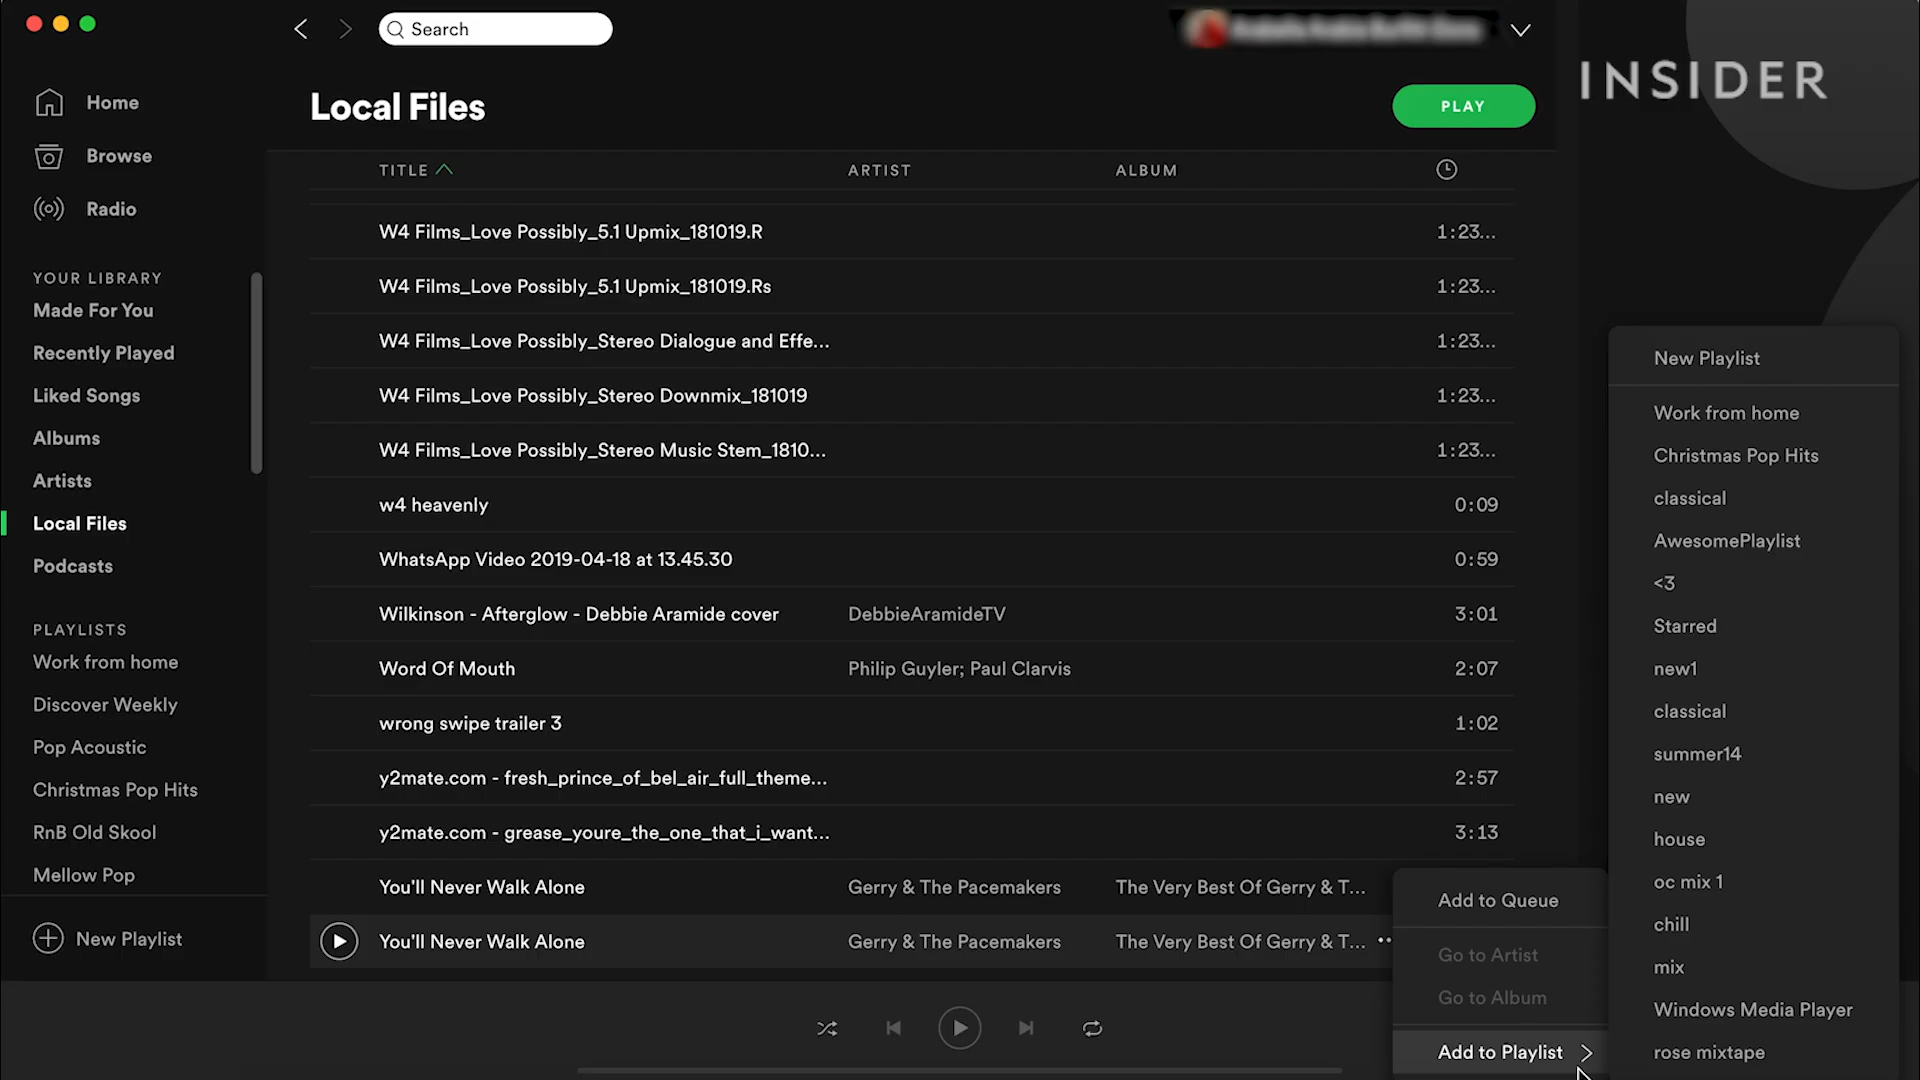 Search
INSIDER
Home
Browse
Radio
YOUR LIBRARY
Made For You
Recently Played
Liked Songs
Albums
Artists
Local Files
Podcasts
PLAYLISTS
Work from home
Discover Weekly
Pop Acoustic
Christmas Pop Hits
RnB Old Skool
Mellow Pop
New Playlist
Local Files
PLAY
TITLE ARTIST ALBUM
W4 Films_Love Possibly_5.1 Upmix_181019.R 1:23...
W4 Films_Love Possibly_5.1 Upmix_181019.Rs 1:23...
W4 Films_Love Possibly_Stereo Dialogue and Effe... 1:23...
W4 Films_Love Possibly_Stereo Downmix_181019 1:23...
W4 Films_Love Possibly_Stereo Music Stem_1810... 1:23...
w4 heavenly 0:09
WhatsApp Video 2019-04-18 at 13.45.30 0:59
Wilkinson - Afterglow - Debbie Aramide cover DebbieAramideTV 3:01
Word Of Mouth Philip Guyler; Paul Clarvis 2:07
wrong swipe trailer 3 1:02
y2mate.com - fresh_prince_of_bel_air_full_theme... 2:57
y2mate.com - grease_youre_the_one_that_i_want... 3:13
You'll Never Walk Alone Gerry & The Pacemakers The Very Best Of Gerry & T...
You'll Never Walk Alone Gerry & The Pacemakers The Very Best Of Gerry & T...
Add to Queue
Go to Artist
Go to Album
Add to Playlist
New Playlist
Work from home
Christmas Pop Hits
classical
AwesomePlaylist
<3
Starred
new1
classical
summer14
new
house
oc mix 1
chill
mix
Windows Media Player
rose mixtape